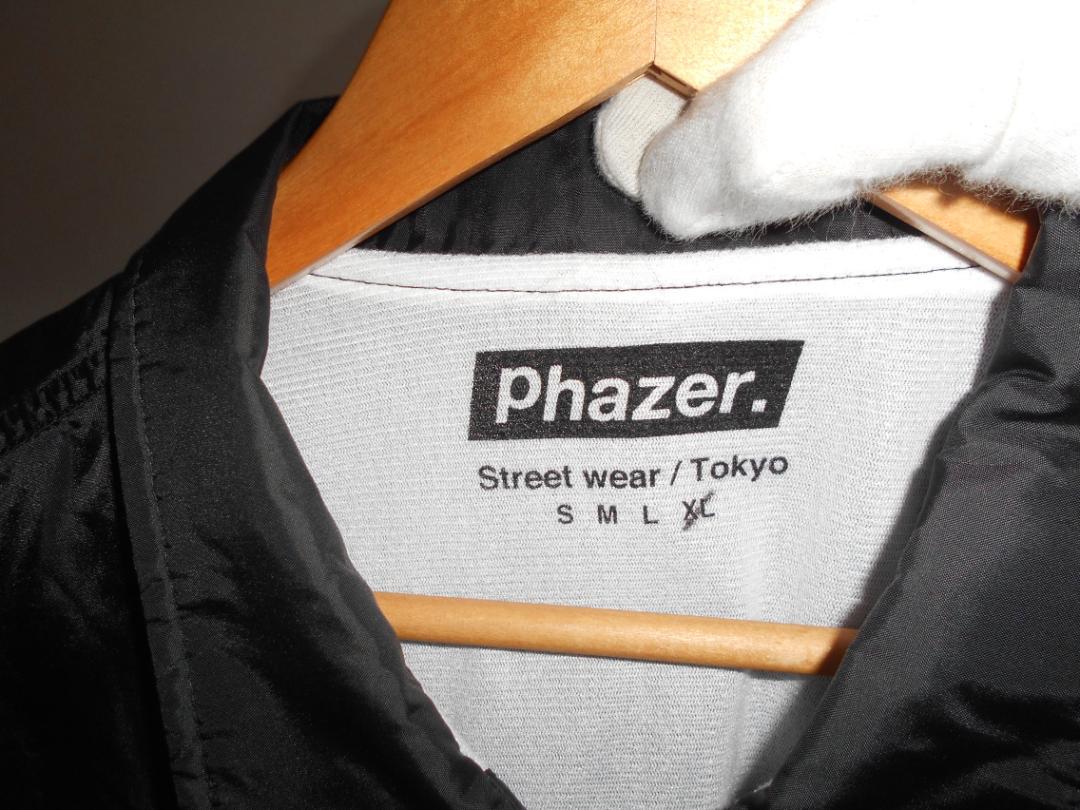 Phazer.
Street wear / Tokyo
S M L XL